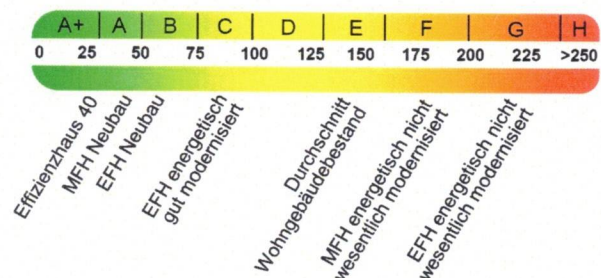 A+ A B C D E F G H
0 25 50 75 100 125 150 175 200 225 >250
Effizienzhaus 40
MFH Neubau
EFH Neubau
EFH energetisch
gut modernisiert
Durchschnitt
Wohngebäudebestand
MFH energetisch nicht
wesentlich modernisiert
EFH energetisch nicht
wesentlich modernisiert